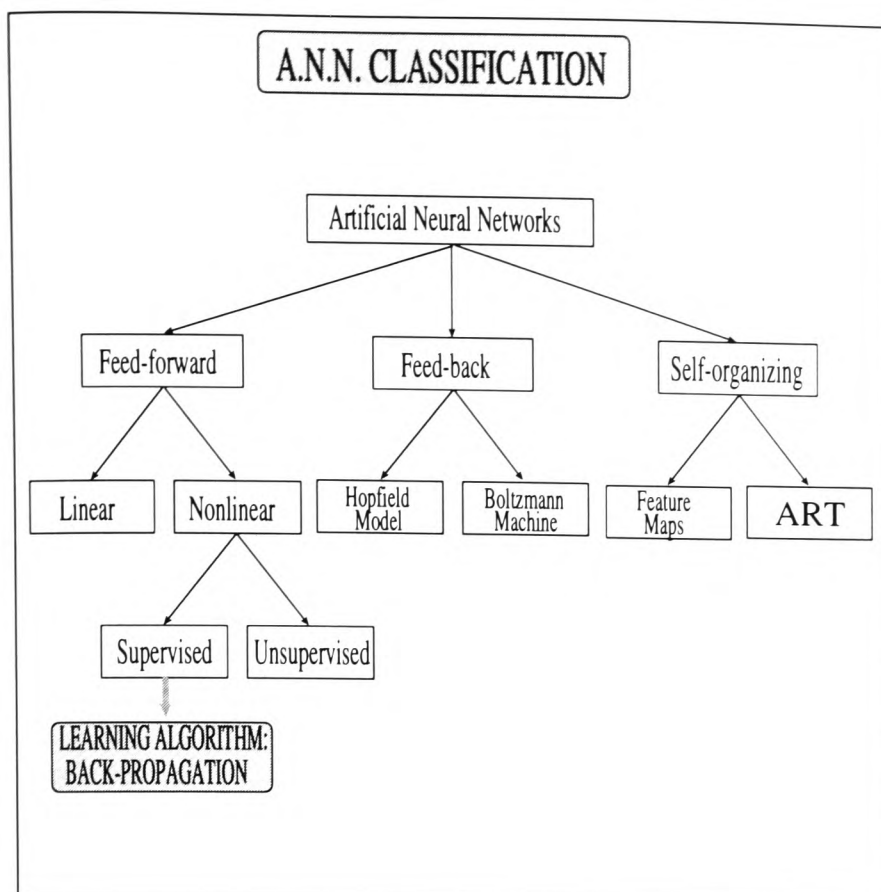 A.N.N. CLASSIFICATION
Artificial Neural Networks
Feed-forward
Feed-back
Self-organizing
Linear
Nonlinear
Hopfield
Model
Boltzmann
Machine
Feature
Maps
ART
Supervised
Unsupervised
LEARNING ALGORITHM:
BACK-PROPAGATION